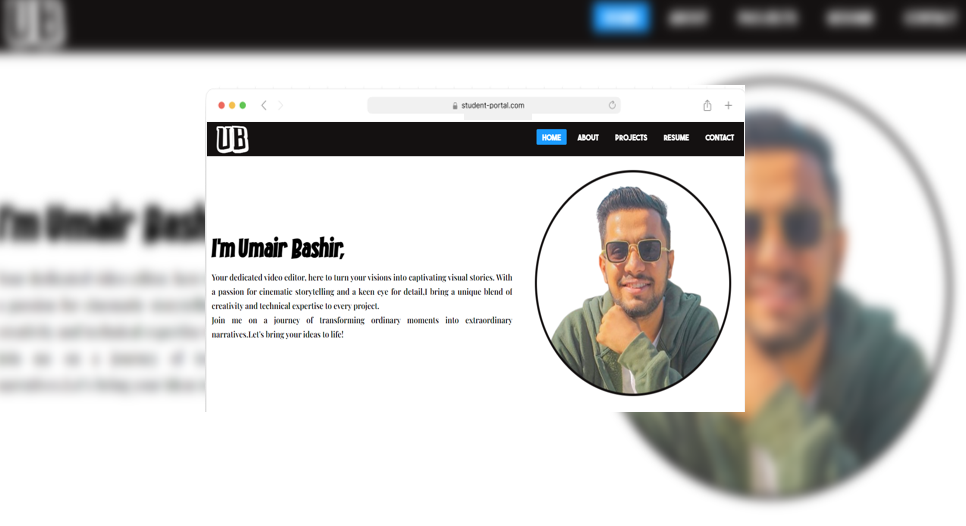 student-portal.com
UB
HOME ABOUT PROJECTS RESUME CONTACT
I'm Umair Bashir,
Your dedicated video editor, here to turn your visions into captivating visual stories. With
a passion for cinematic storytelling and a keen eye for detail.I bring a unique blend of
creativity and technical expertise to every project.
Join me on a journey of transforming ordinary moments into extraordinary
narratives.Let's bring your ideas to life!